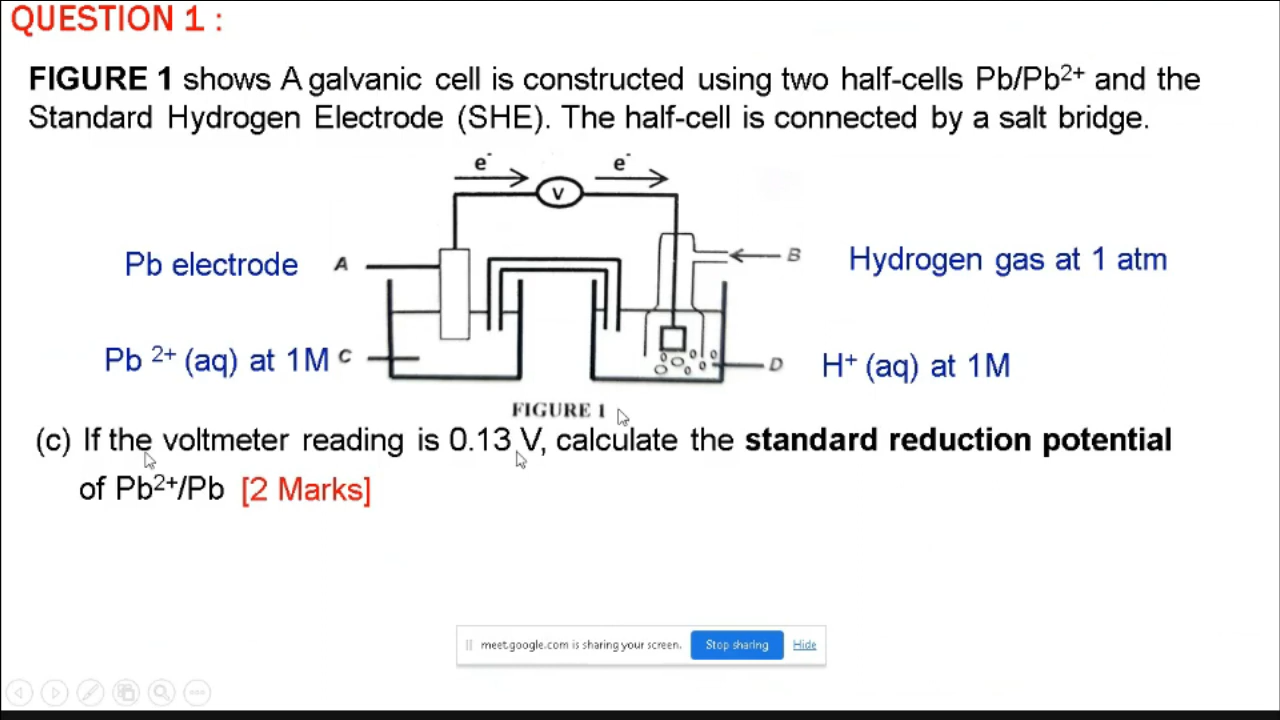 QUESTION 1 :
FIGURE 1 shows A galvanic cell is constructed using two half-cells Pb/Pb²⁺ and the
Standard Hydrogen Electrode (SHE). The half-cell is connected by a salt bridge.
e⁻ e⁻
V
Pb electrode A B Hydrogen gas at 1 atm
Pb ²⁺ (aq) at 1M C D H⁺ (aq) at 1M
FIGURE 1
(c) If the voltmeter reading is 0.13 V, calculate the standard reduction potential
of Pb²⁺/Pb [2 Marks]
meet.google.com is sharing your screen. Stop sharing Hide